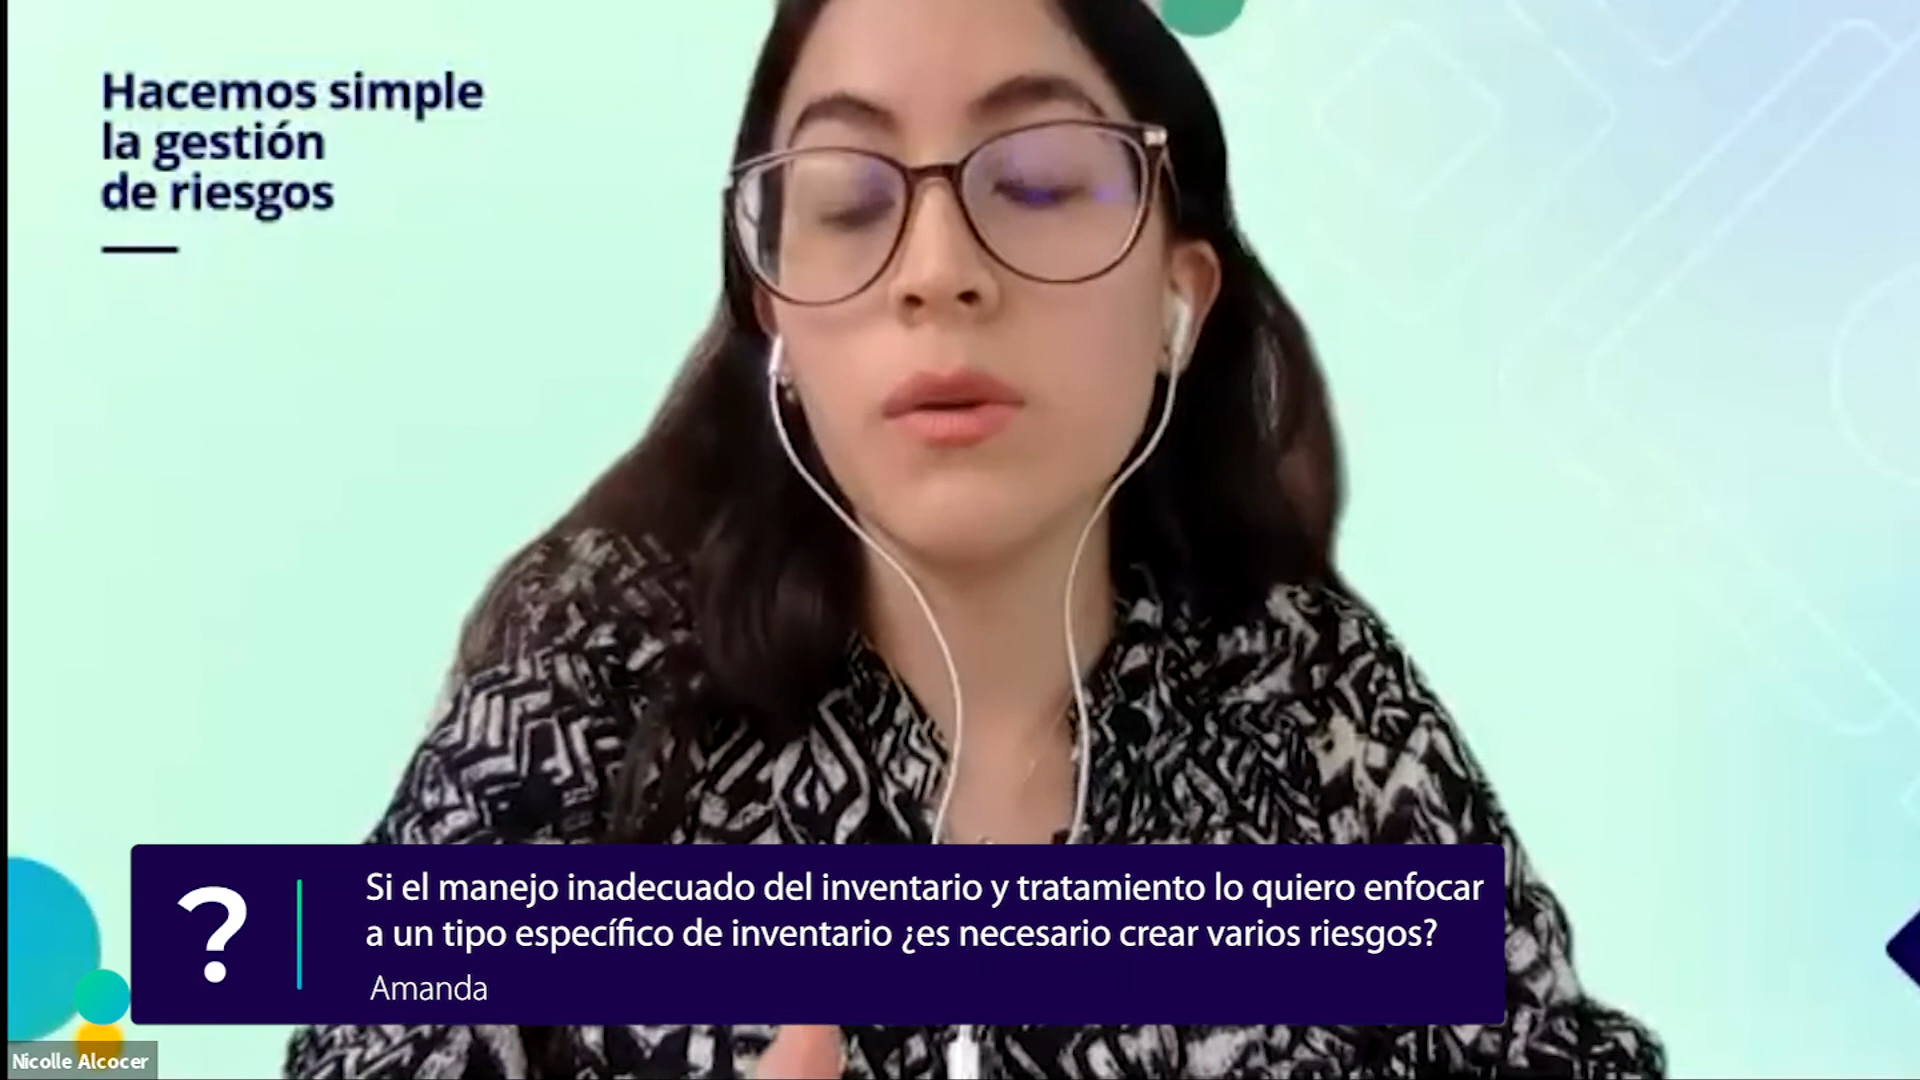 Hacemos simple
la gestión
de riesgos
?
Si el manejo inadecuado del inventario y tratamiento lo quiero enfocar
a un tipo específico de inventario ¿es necesario crear varios riesgos?
Amanda
Nicolle Alcocer